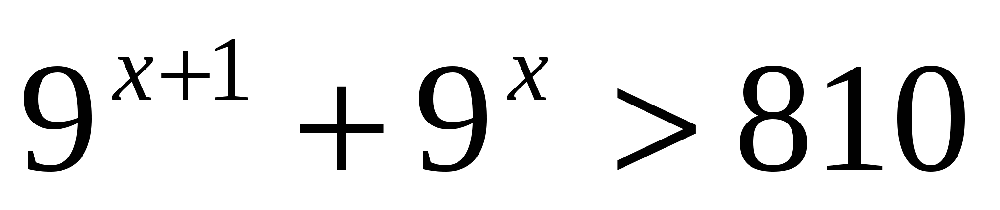 9^{x+1} + 9^x > 810